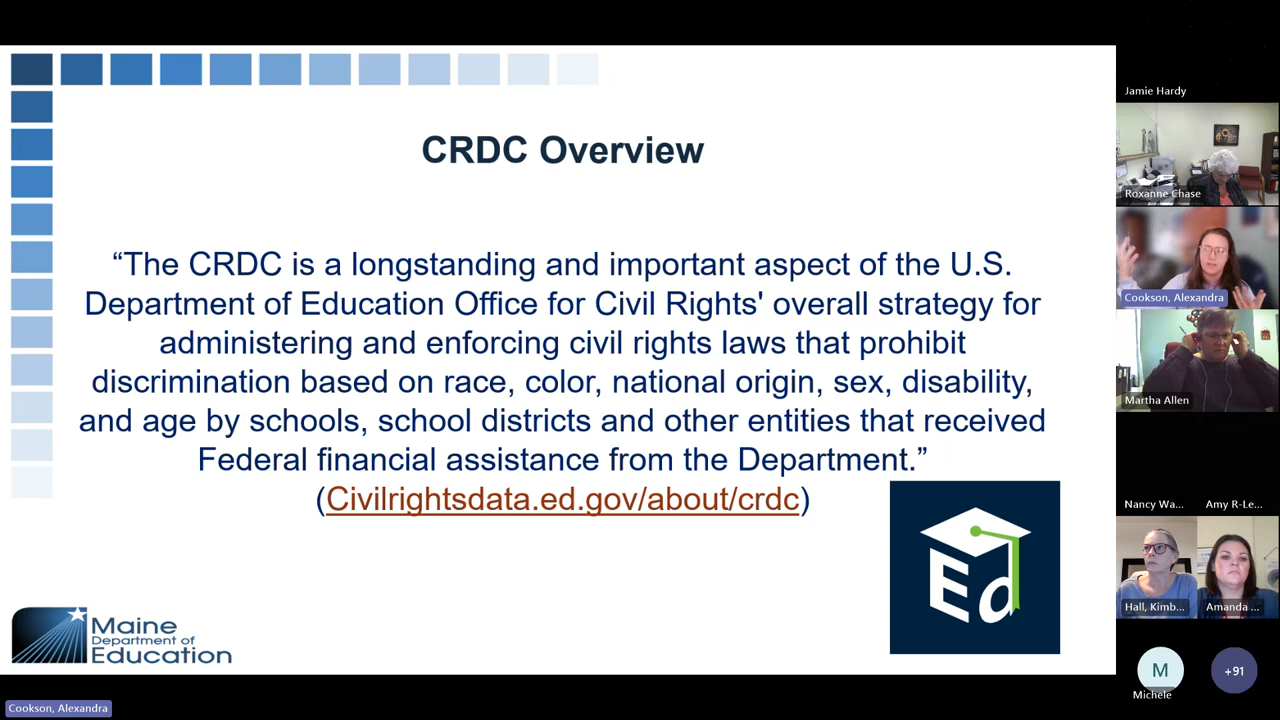 CRDC Overview
“The CRDC is a longstanding and important aspect of the U.S.
Department of Education Office for Civil Rights' overall strategy for
administering and enforcing civil rights laws that prohibit
discrimination based on race, color, national origin, sex, disability,
and age by schools, school districts and other entities that received
Federal financial assistance from the Department.”
(Civilrightsdata.ed.gov/about/crdc)
Ed
Maine
Department of
Education
Cookson, Alexandra
Jamie Hardy
Roxanne Chase
Cookson, Alexandra
Martha Allen
Nancy Wa...
Amy R-Le...
Hall, Kimb...
Amanda ...
M
Michele
+91